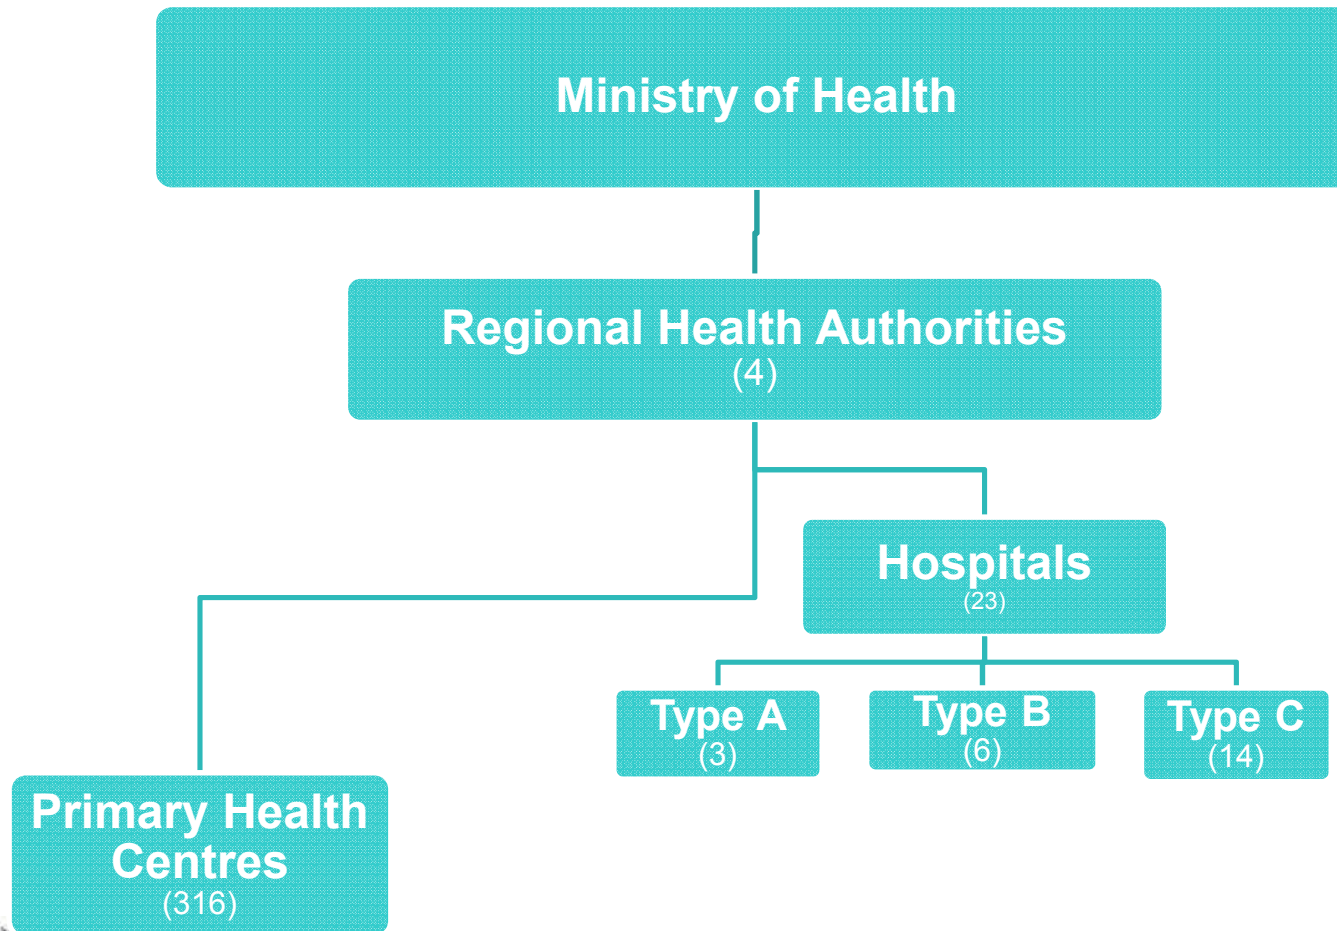 Ministry of Health
Regional Health Authorities
(4)
Hospitals
(23)
Type A
(3)
Type B
(6)
Type C
(14)
Primary Health
Centres
(316)